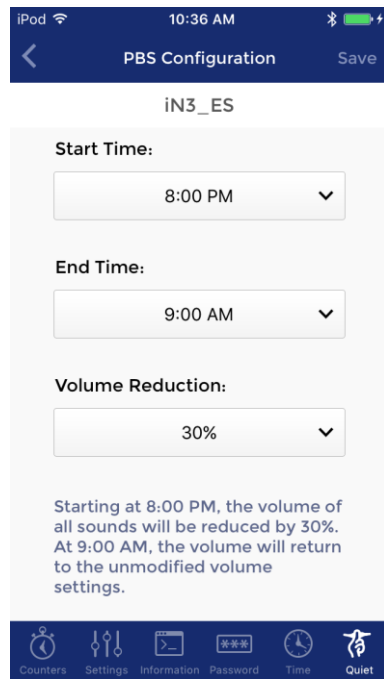 iPod 10:36 AM
PBS Configuration Save
iN3_ES
Start Time:
8:00 PM
End Time:
9:00 AM
Volume Reduction:
30%
Starting at 8:00 PM, the volume of
all sounds will be reduced by 30%.
At 9:00 AM, the volume will return
to the unmodified volume
settings.
>_ ***
Counters Settings Information Password Time Quiet